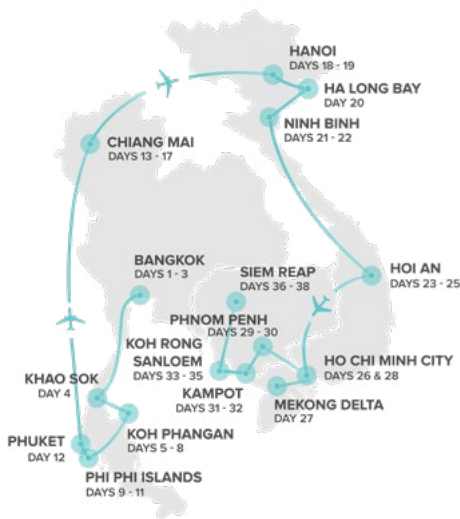 HANOI
DAYS 18 - 19
HA LONG BAY
DAY 20
NINH BINH
DAYS 21 - 22
CHIANG MAI
DAYS 13 - 17
BANGKOK
DAYS 1 - 3
SIEM REAP
DAYS 36 - 38
HOI AN
DAYS 23 - 25
PHNOM PENH
DAYS 29 - 30
KOH RONG
SANLOEM
DAYS 33 - 35
HO CHI MINH CITY
DAYS 26 & 28
KAMPOT
DAYS 31 - 32
MEKONG DELTA
DAY 27
KHAO SOK
DAY 4
KOH PHANGAN
DAYS 5 - 8
PHUKET
DAY 12
PHI PHI ISLANDS
DAYS 9 - 11